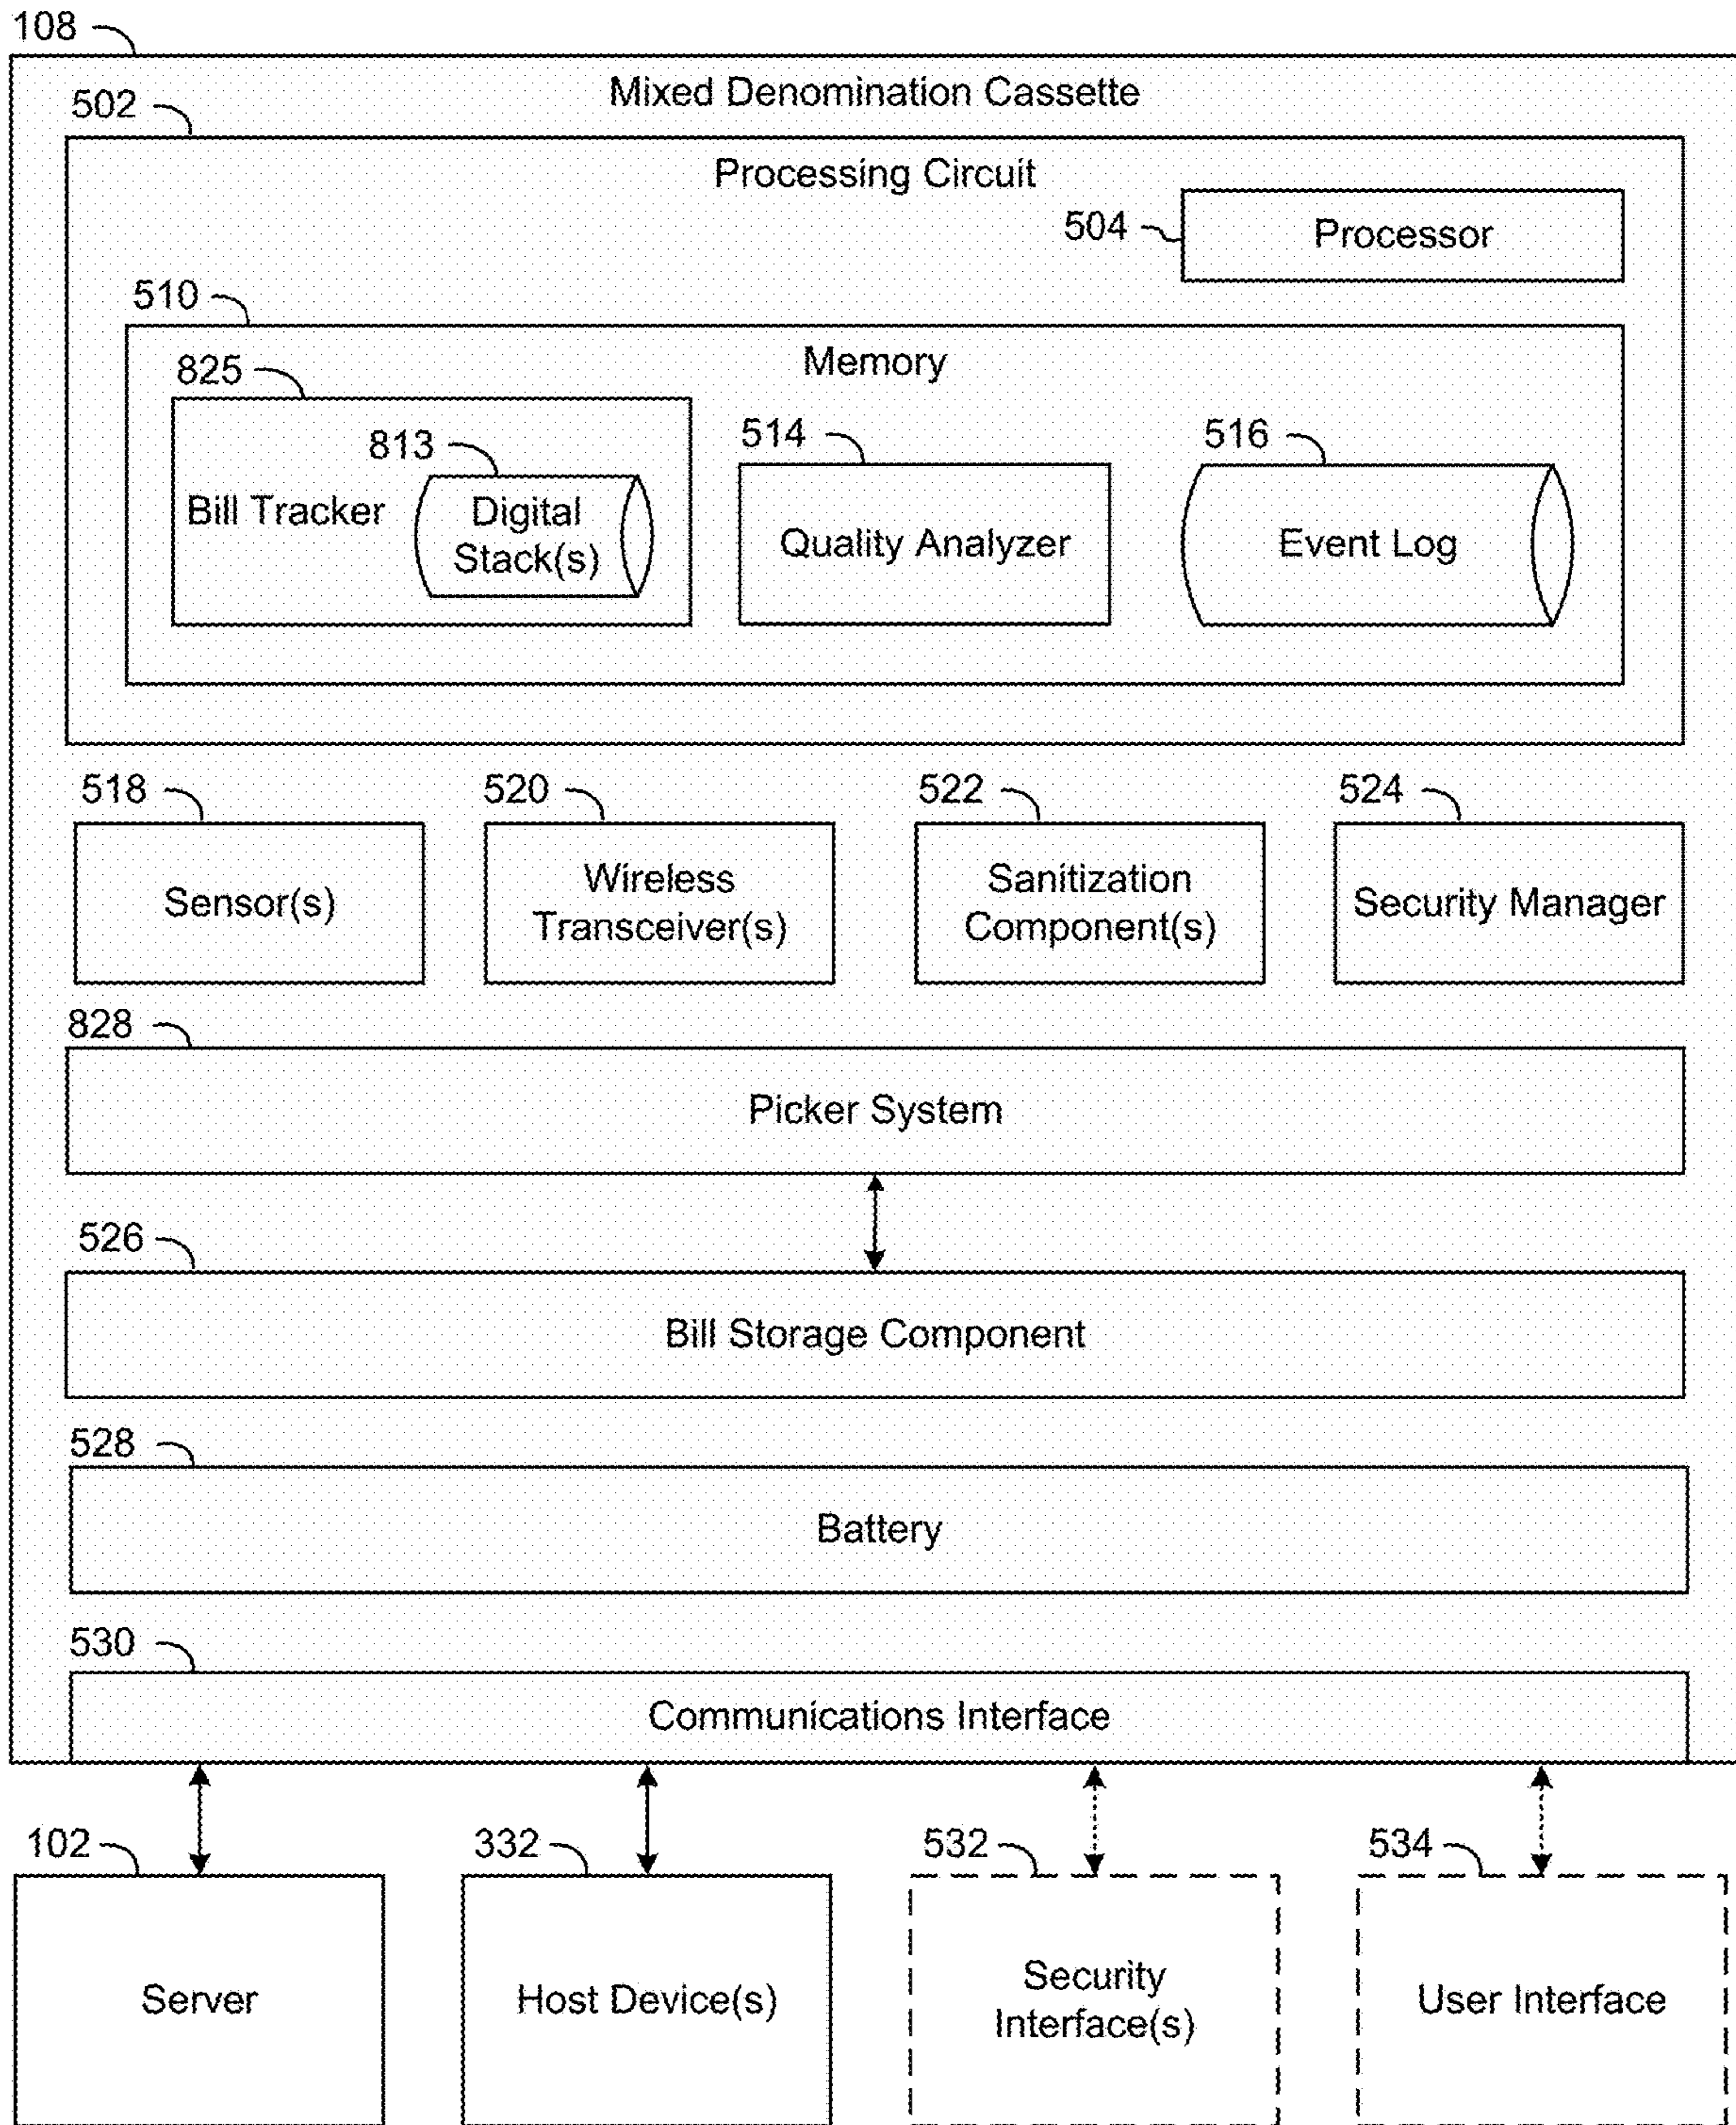 108
Mixed Denomination Cassette
502
Processing Circuit
504
Processor
510
Memory
825
813
514
516
Bill Tracker
Digital
Stack(s)
Quality Analyzer
Event Log
518
520
522
524
Sensor(s)
Wireless
Transceiver(s)
Sanitization
Component(s)
Security Manager
828
Picker System
526
Bill Storage Component
528
Battery
530
Communications Interface
102
332
532
534
Server
Host Device(s)
Security
Interface(s)
User Interface